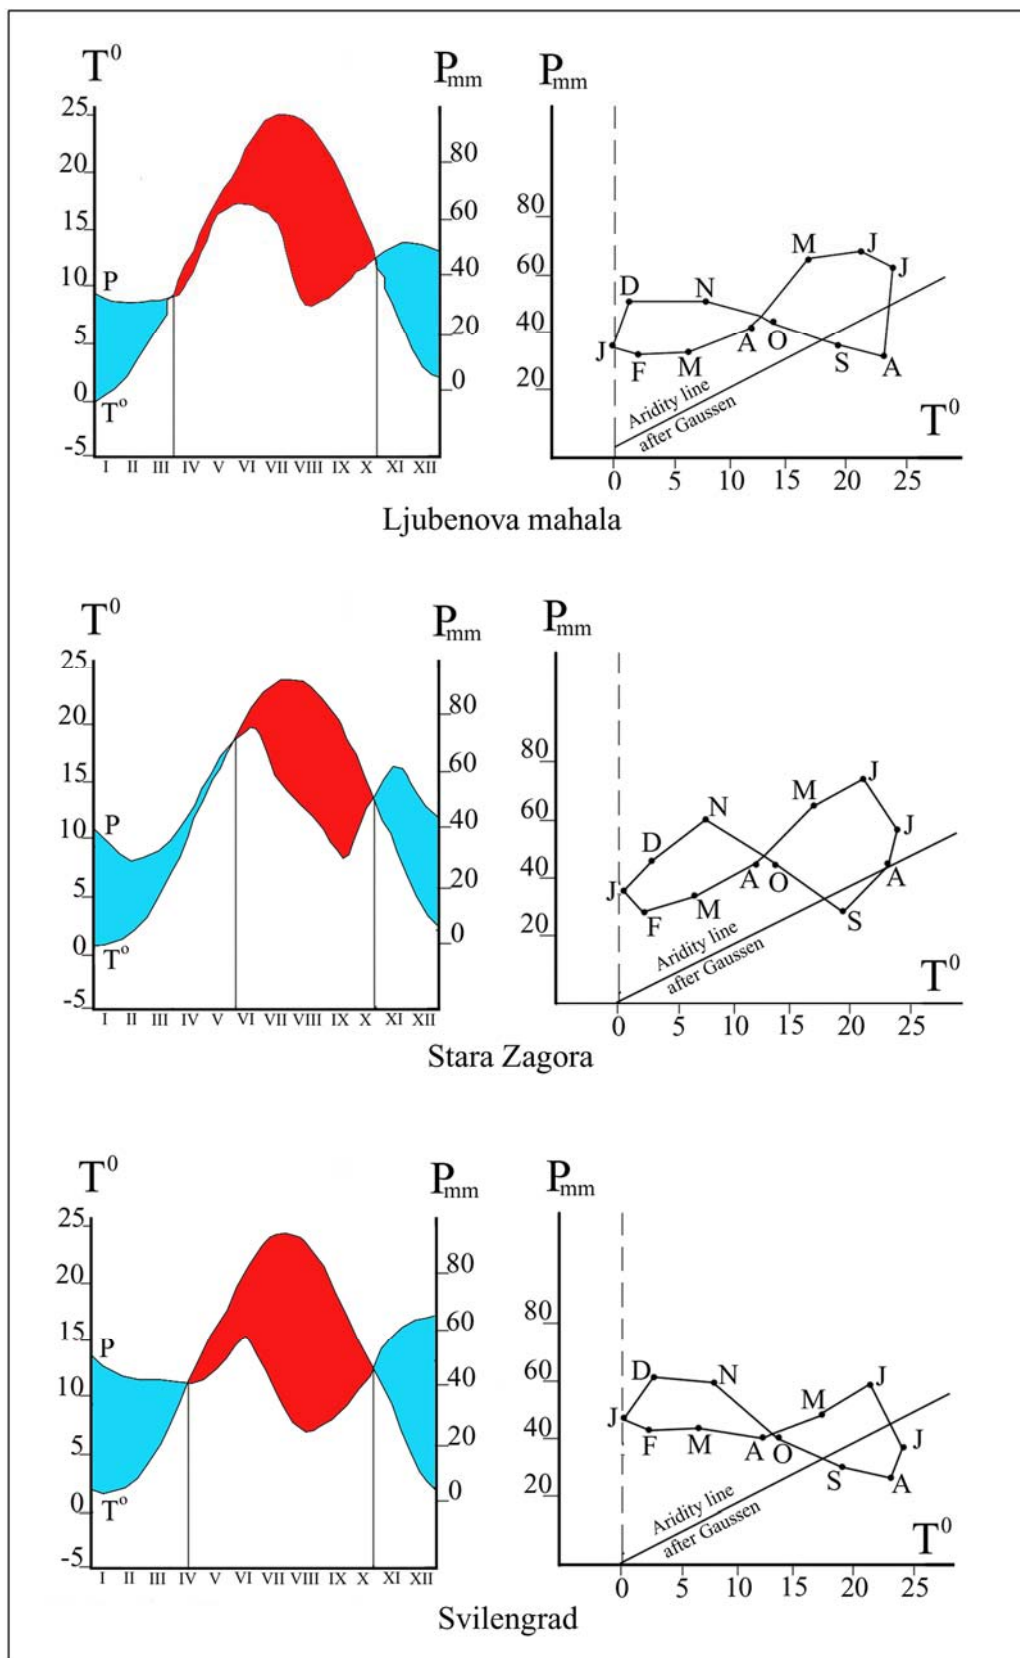 T⁰ Pmm Pmm
25
20
15
10
5
0
-5
80
60
40
20
0
P
T°
I II III IV V VI VII VIII IX X XI XII
80
60
40
20
D N M J J
J F M A O S A
Aridity line
after Gaussen
T⁰
0 5 10 15 20 25
Ljubenova mahala
T⁰ Pmm Pmm
25
20
15
10
5
0
-5
80
60
40
20
0
P
T°
I II III IV V VI VII VIII IX X XI XII
80
60
40
20
D N M J J
J F M A O S A
Aridity line
after Gaussen
T⁰
0 5 10 15 20 25
Stara Zagora
T⁰ Pmm Pmm
25
20
15
10
5
0
-5
80
60
40
20
0
P
T°
I II III IV V VI VII VIII IX X XI XII
80
60
40
20
D N M J J
J F M A O S A
Aridity line
after Gaussen
T⁰
0 5 10 15 20 25
Svilengrad